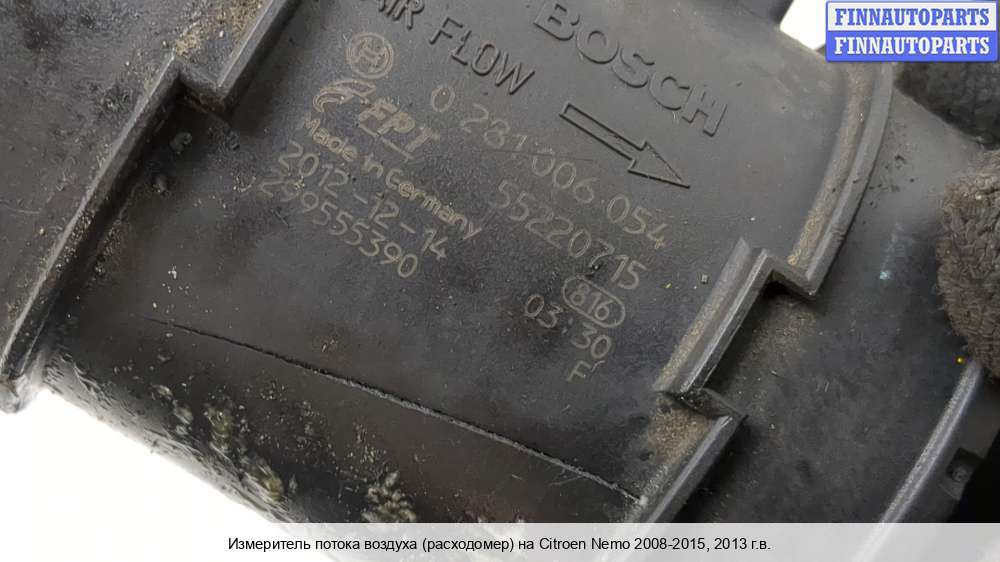 FINNAUTOPARTS
FINNAUTOPARTS
AIR FLOW
BOSCH
0 281 006 054
FPT
55220715
Made in Germany
2012-12-14
299555390
816
03:30
F
Измеритель потока воздуха (расходомер) на Citroen Nemo 2008-2015, 2013 г.в.